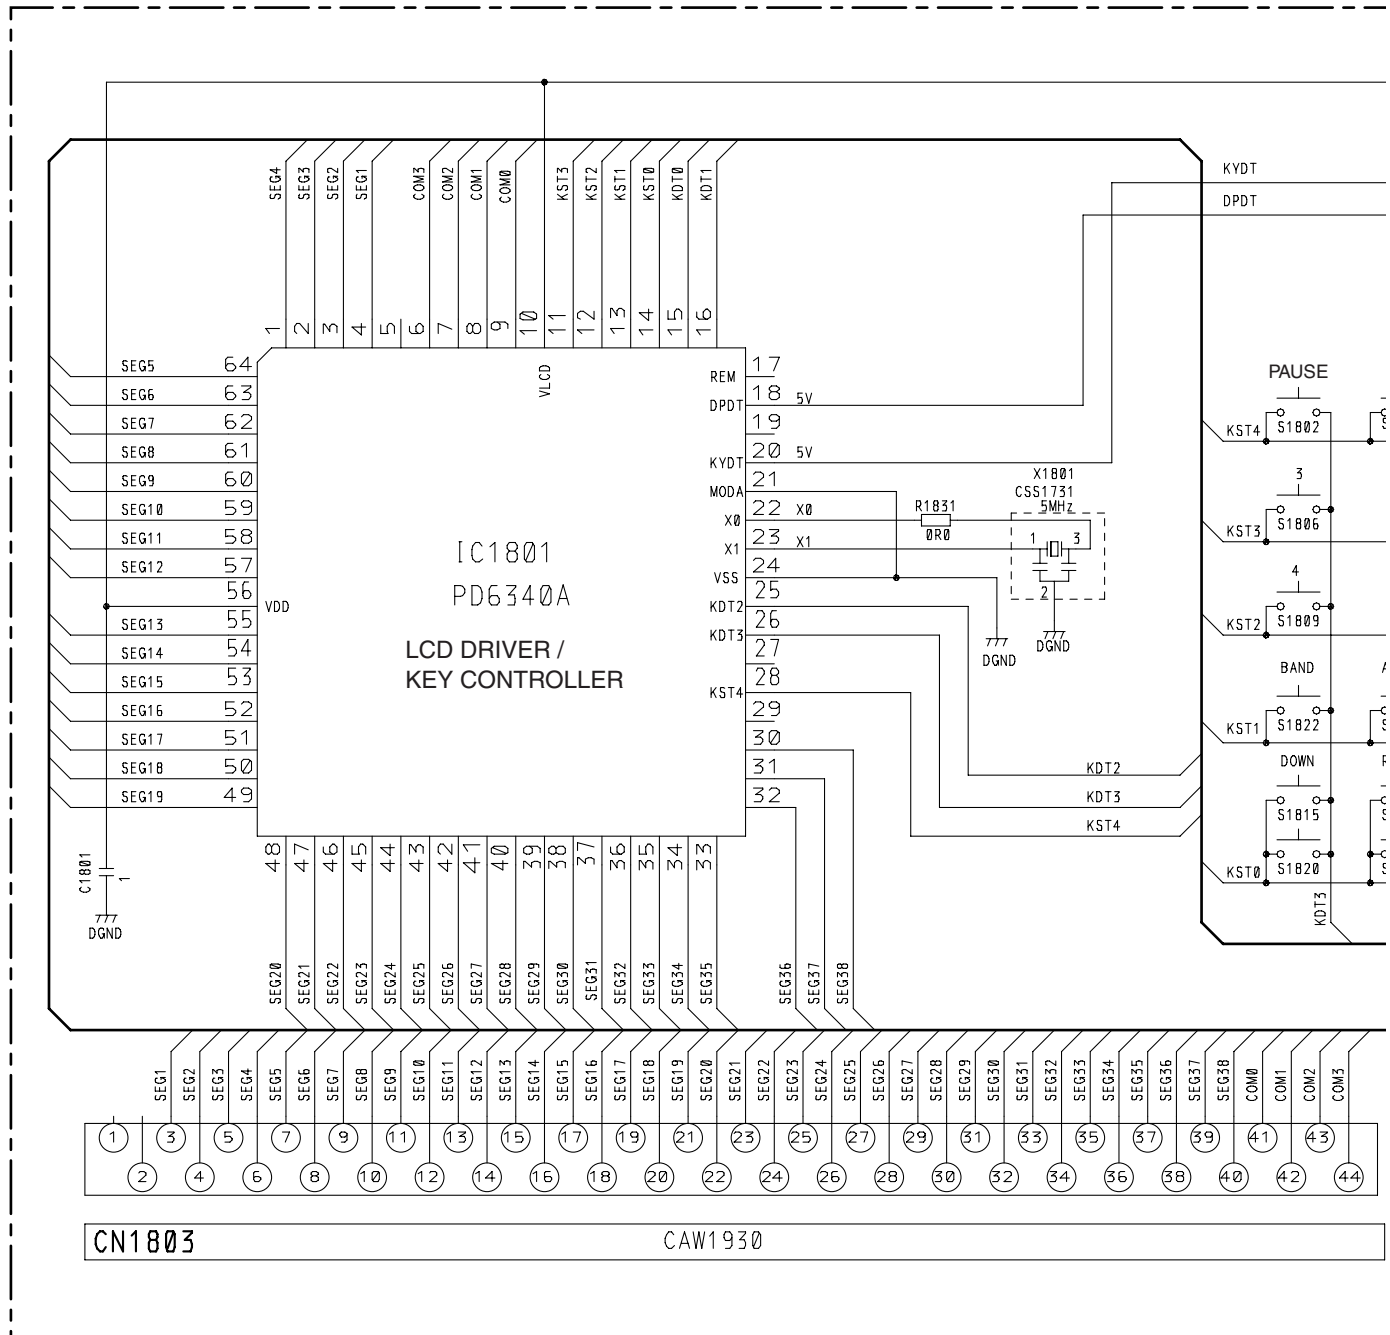 KYDT
DPDT
SEG4 SEG3 SEG2 SEG1 COM3 COM2 COM1 COM0 KST3 KST2 KST1 KST0 KDT0 KDT1
1 2 3 4 5 6 7 8 9 10 11 12 13 14 15 16
VLCD
SEG5 64
SEG6 63
SEG7 62
SEG8 61
SEG9 60
SEG10 59
SEG11 58
SEG12 57
56 VDD
SEG13 55
SEG14 54
SEG15 53
SEG16 52
SEG17 51
SEG18 50
SEG19 49
IC1801
PD6340A
LCD DRIVER /
KEY CONTROLLER
REM 17
DPDT 18 5V
19
KYDT 20 5V
MODA 21
X0 22 X0
X1 23 X1
VSS 24
KDT2 25
KDT3 26
27
KST4 28
29
30
31
32
R1831
0R0
X1801
CSS1731
5MHz
1 3
2
DGND
DGND
KDT2
KDT3
KST4
PAUSE
KST4 S1802
3
KST3 S1806
4
KST2 S1809
BAND
KST1 S1822
DOWN
S1815
KST0 S1820
KDT3
C1801
1
DGND
48 47 46 45 44 43 42 41 40 39 38 37 36 35 34 33
SEG20 SEG21 SEG22 SEG23 SEG24 SEG25 SEG26 SEG27 SEG28 SEG29 SEG30 SEG31 SEG32 SEG33 SEG34 SEG35 SEG36 SEG37 SEG38
SEG1 SEG2 SEG3 SEG4 SEG5 SEG6 SEG7 SEG8 SEG9 SEG10 SEG11 SEG12 SEG13 SEG14 SEG15 SEG16 SEG17 SEG18 SEG19 SEG20 SEG21 SEG22 SEG23 SEG24 SEG25 SEG26 SEG27 SEG28 SEG29 SEG30 SEG31 SEG32 SEG33 SEG34 SEG35 SEG36 SEG37 SEG38 COM0 COM1 COM2 COM3
1 3 5 7 9 11 13 15 17 19 21 23 25 27 29 31 33 35 37 39 41 43
2 4 6 8 10 12 14 16 18 20 22 24 26 28 30 32 34 36 38 40 42 44
CN1803 CAW1930